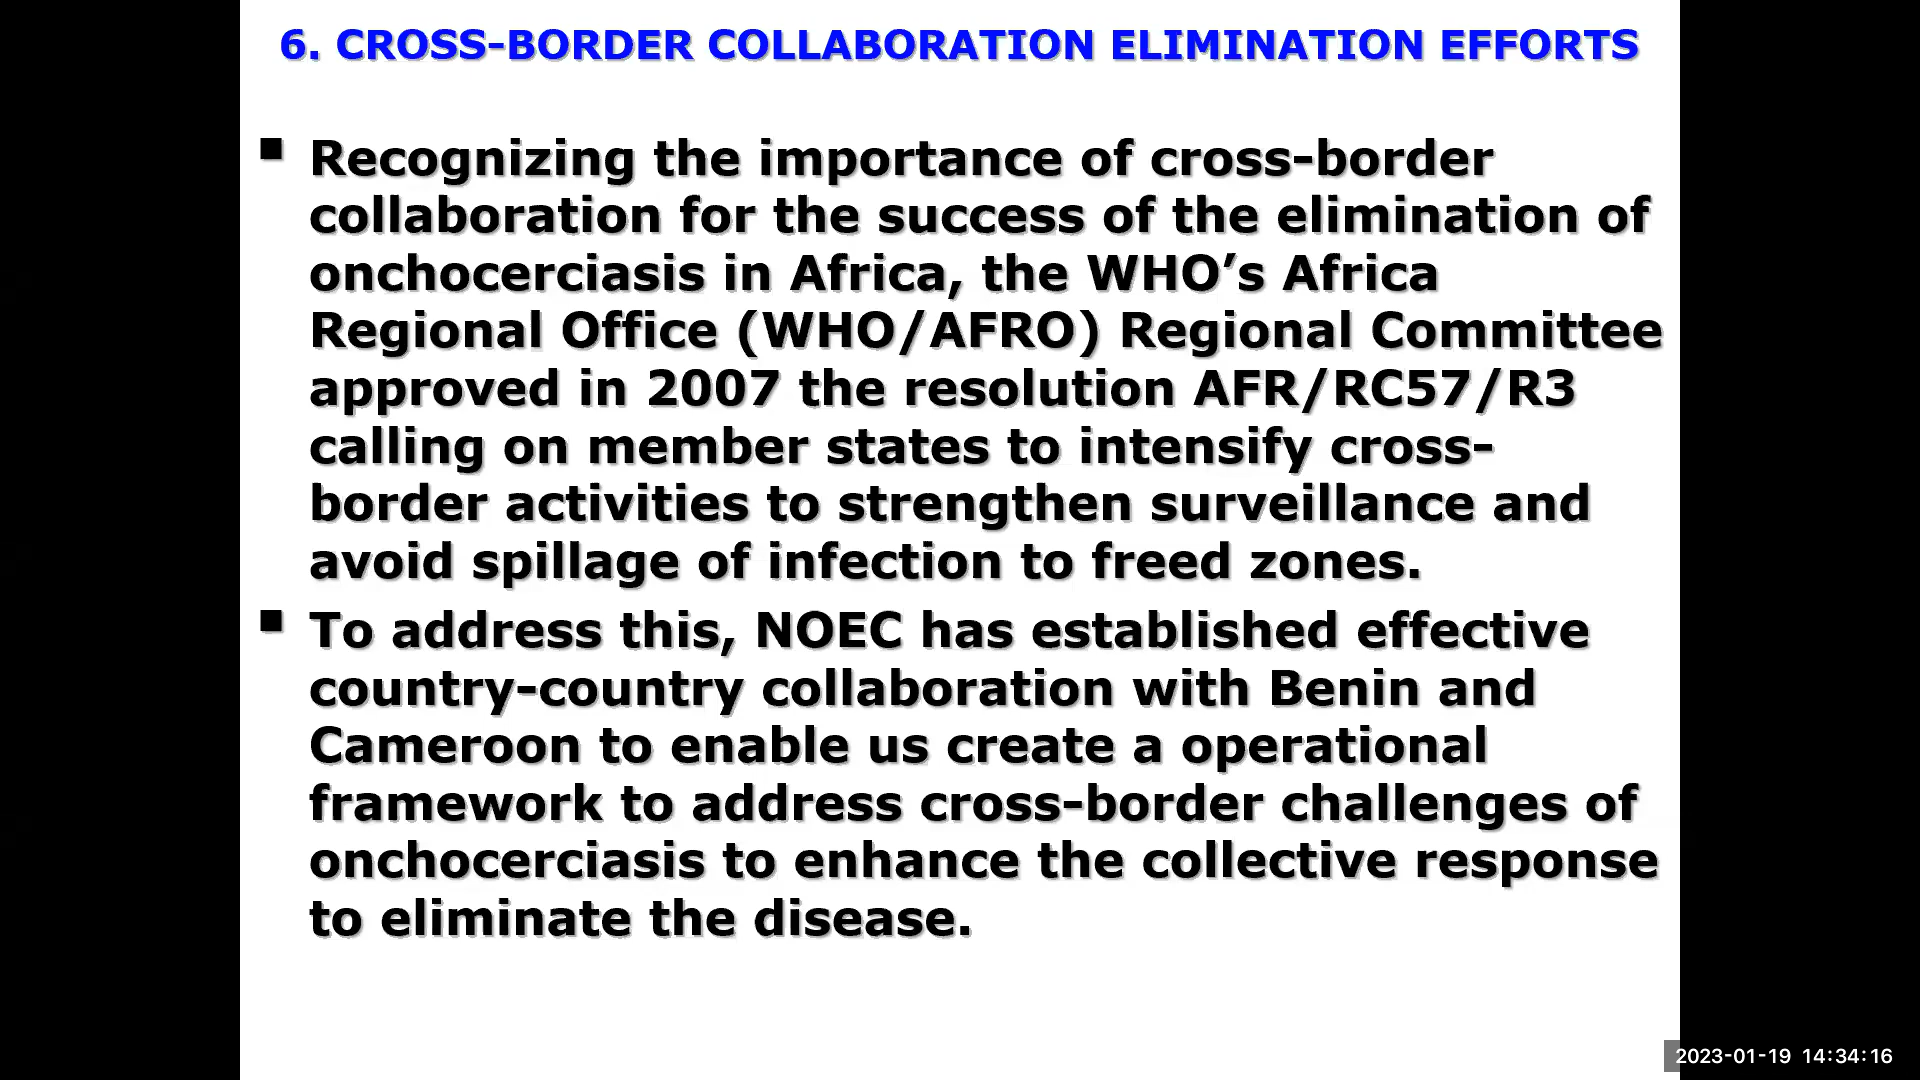 6. CROSS-BORDER COLLABORATION ELIMINATION EFFORTS
▪ Recognizing the importance of cross-border
collaboration for the success of the elimination of
onchocerciasis in Africa, the WHO’s Africa
Regional Office (WHO/AFRO) Regional Committee
approved in 2007 the resolution AFR/RC57/R3
calling on member states to intensify cross-
border activities to strengthen surveillance and
avoid spillage of infection to freed zones.
▪ To address this, NOEC has established effective
country-country collaboration with Benin and
Cameroon to enable us create a operational
framework to address cross-border challenges of
onchocerciasis to enhance the collective response
to eliminate the disease.
2023-01-19 14:34:16